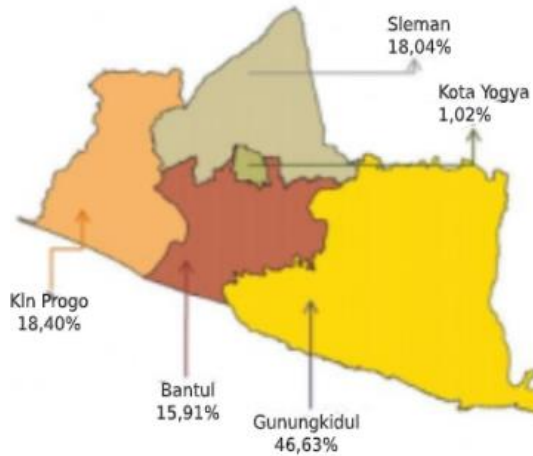 Sleman
18,04%
Kota Yogya
1,02%
Kln Progo
18,40%
Bantul
15,91%
Gunungkidul
46,63%